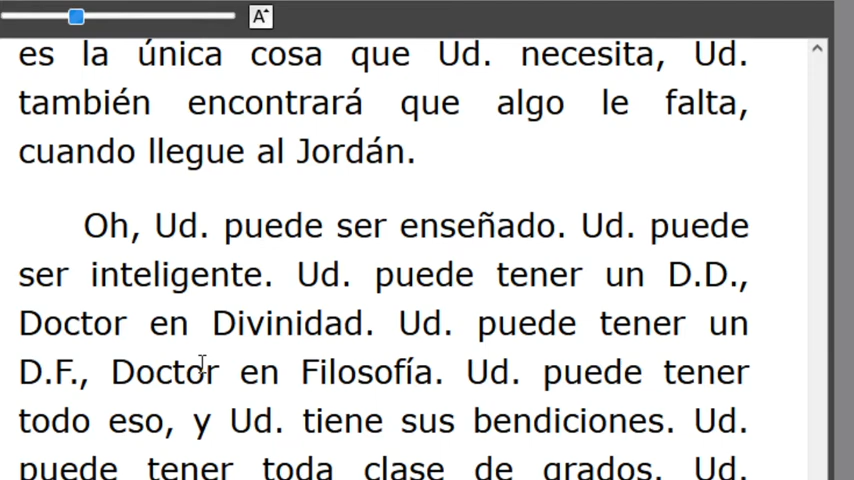 A
es la única cosa que Ud. necesita, Ud.
también encontrará que algo le falta,
cuando llegue al Jordán.
Oh, Ud. puede ser enseñado. Ud. puede
ser inteligente. Ud. puede tener un D.D.,
Doctor en Divinidad. Ud. puede tener un
D.F., Doctor en Filosofía. Ud. puede tener
todo eso, y Ud. tiene sus bendiciones. Ud.
puede tener toda clase de grados. Ud.